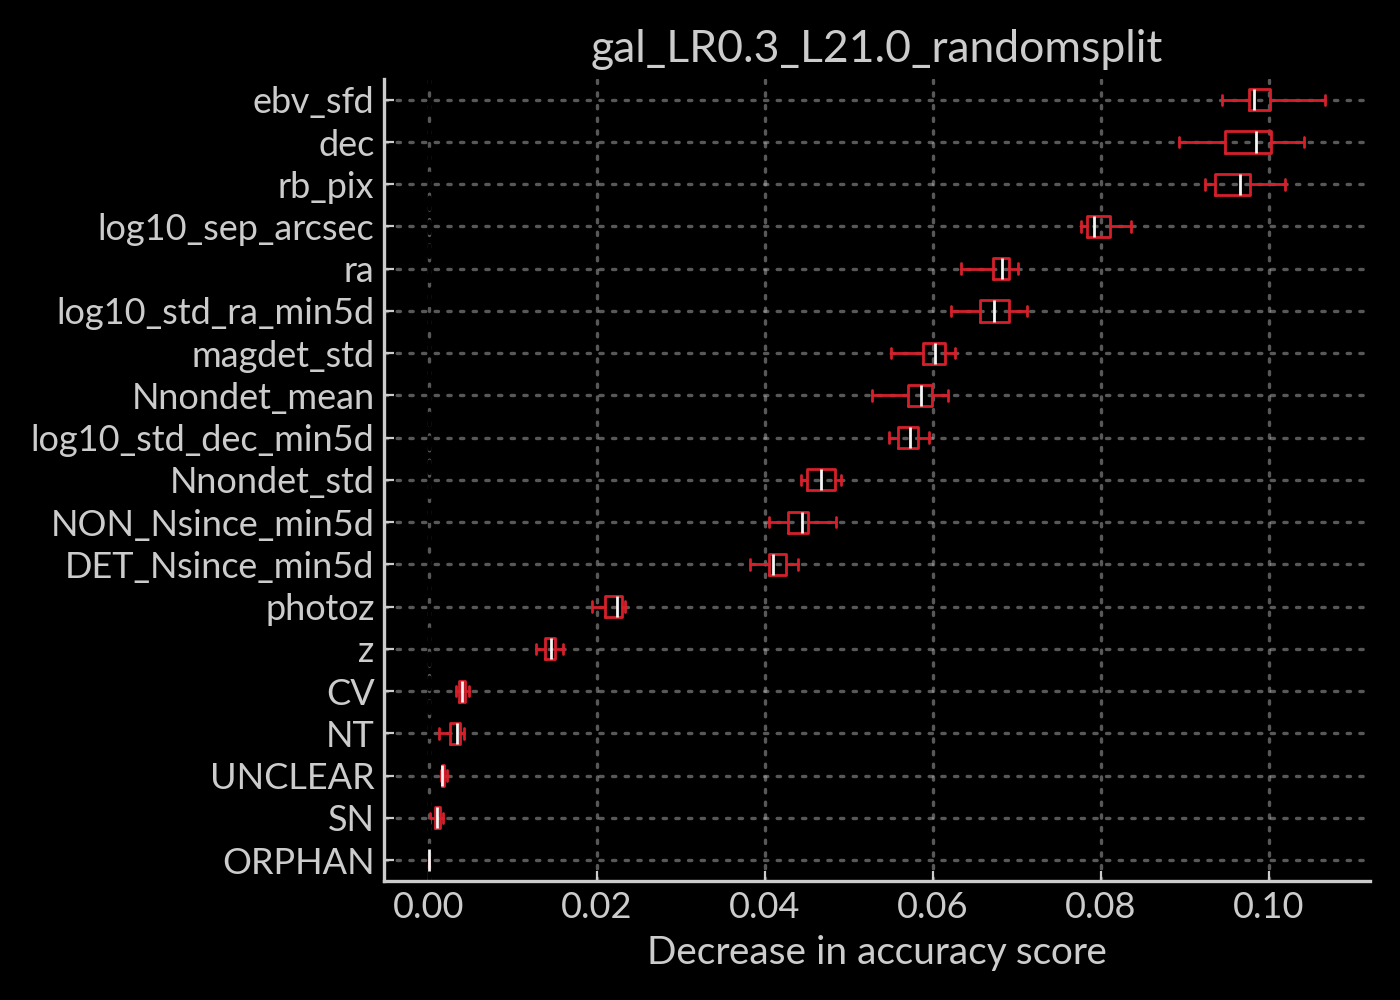 gal_LR0.3_L21.0_randomsplit
ebv_sfd
dec
rb_pix
log10_sep_arcsec
ra
log10_std_ra_min5d
magdet_std
Nnondet_mean
log10_std_dec_min5d
Nnondet_std
NON_Nsince_min5d
DET_Nsince_min5d
photoz
z
CV
NT
UNCLEAR
SN
ORPHAN
0.00 0.02 0.04 0.06 0.08 0.10
Decrease in accuracy score